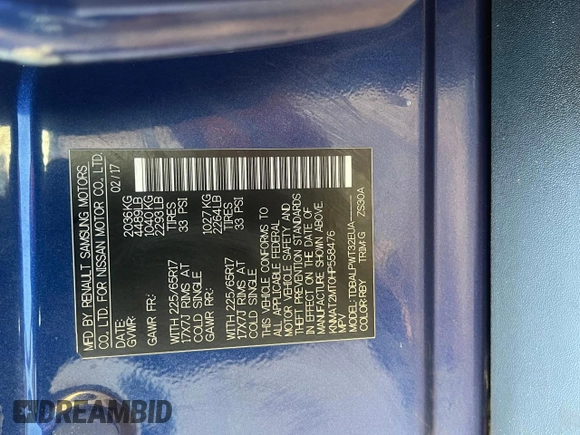 MFD BY RENAULT SAMSUNG MOTORS
CO. LTD. FOR NISSAN MOTOR CO. LTD.
DATE: 02/17
GVWR: 2036KG
4489LB
GAWR FR: 1040KG
2293LB
WITH 225/65R17 TIRES
17X7J RIMS AT 33 PSI
COLD SINGLE
GAWR RR: 1027KG
2264LB
WITH 225/65R17 TIRES
17X7J RIMS AT 33 PSI
COLD SINGLE
THIS VEHICLE CONFORMS TO
ALL APPLICABLE FEDERAL
MOTOR VEHICLE SAFETY AND
THEFT PREVENTION STANDARDS
IN EFFECT ON THE DATE OF
MANUFACTURE SHOWN ABOVE.
KNMAT2MT0HP558476
MPV
MODEL: TDBALPWT32EUA-----
COLOR:RBY TRIM:G ZS30A
DREAMBID